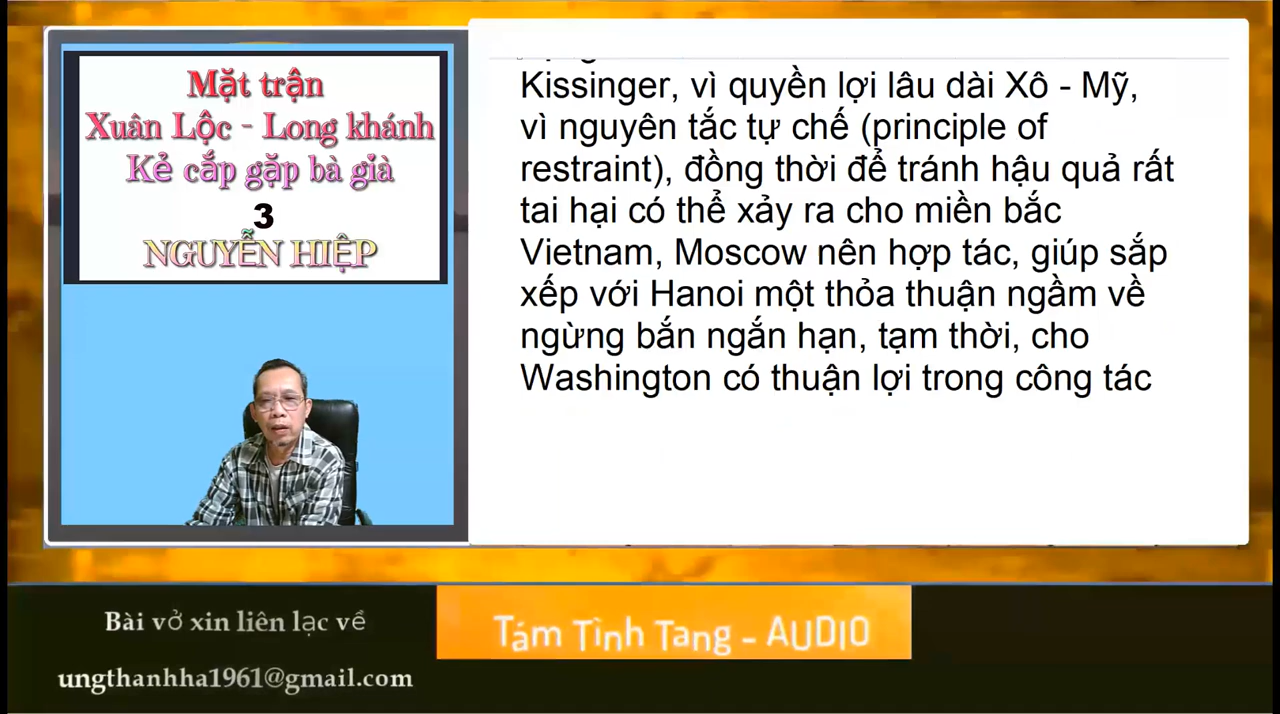 Mặt trận
Xuân Lộc - Long khánh
Kẻ cắp gặp bà già
3
NGUYỄN HIỆP
Kissinger, vì quyền lợi lâu dài Xô - Mỹ,
vì nguyên tắc tự chế (principle of
restraint), đồng thời để tránh hậu quả rất
tai hại có thể xảy ra cho miền bắc
Vietnam, Moscow nên hợp tác, giúp sắp
xếp với Hanoi một thỏa thuận ngầm về
ngừng bắn ngắn hạn, tạm thời, cho
Washington có thuận lợi trong công tác
Bài vở xin liên lạc về
ungthanhha1961@gmail.com
Tám Tình Tang - AUDIO